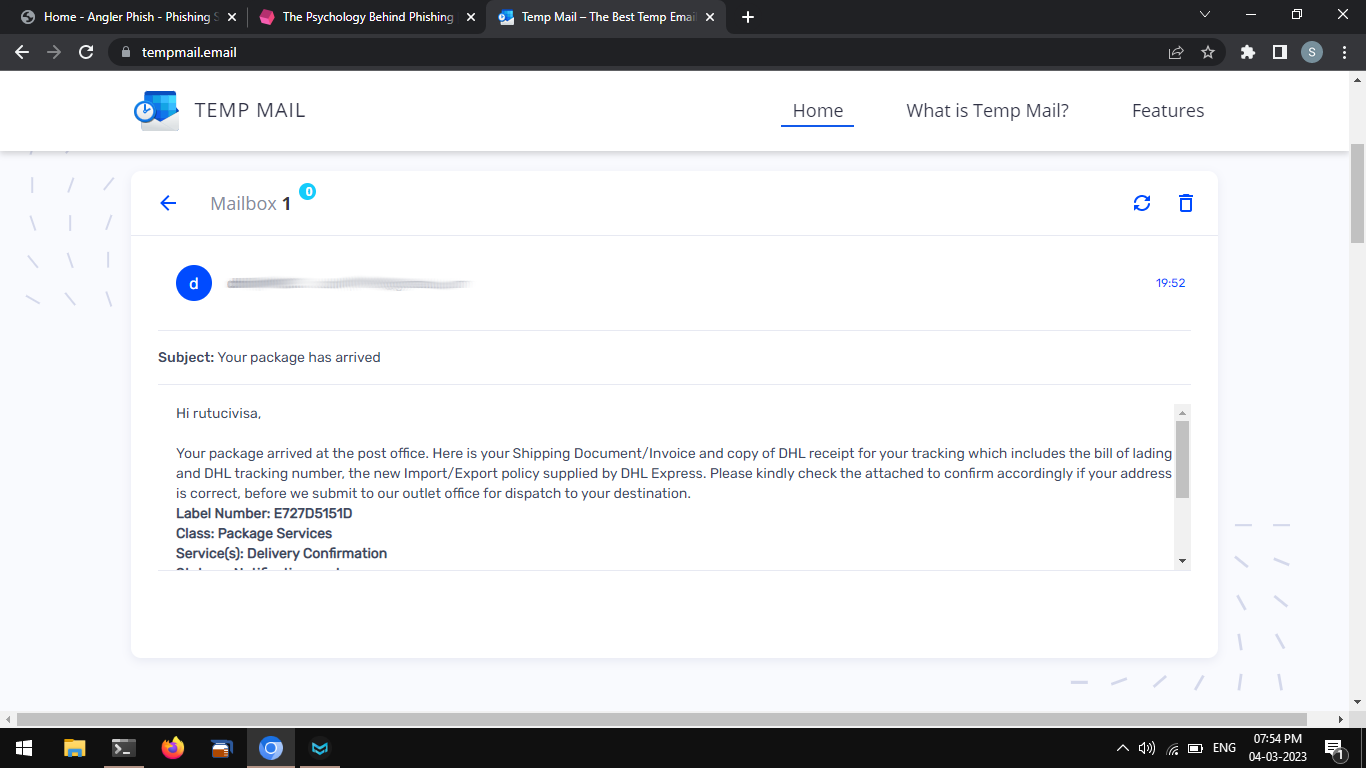 Home - Angler Phish - Phishing S
The Psychology Behind Phishing
Temp Mail – The Best Temp Email
tempmail.email
S
TEMP MAIL
Home
What is Temp Mail?
Features
Mailbox 1
0
d
19:52
Subject: Your package has arrived
Hi rutucivisa,
Your package arrived at the post office. Here is your Shipping Document/Invoice and copy of DHL receipt for your tracking which includes the bill of lading
and DHL tracking number, the new Import/Export policy supplied by DHL Express. Please kindly check the attached to confirm accordingly if your address
is correct, before we submit to our outlet office for dispatch to your destination.
Label Number: E727D5151D
Class: Package Services
Service(s): Delivery Confirmation
ENG
07:54 PM
04-03-2023
1